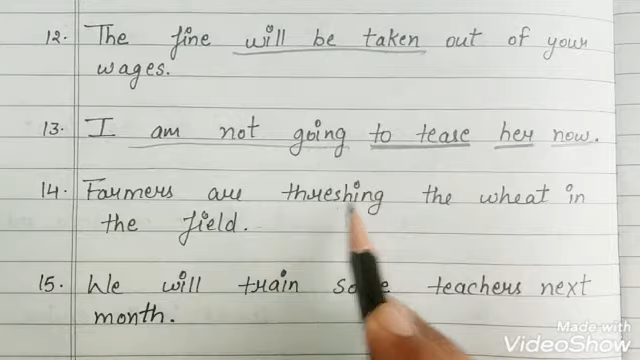 12. The fine will be taken out of your
wages.
13. I am not going to tease her now.
14. Farmers are threshing the wheat in
the field.
15. We will train some teachers next
month.
Made with
VideoShow